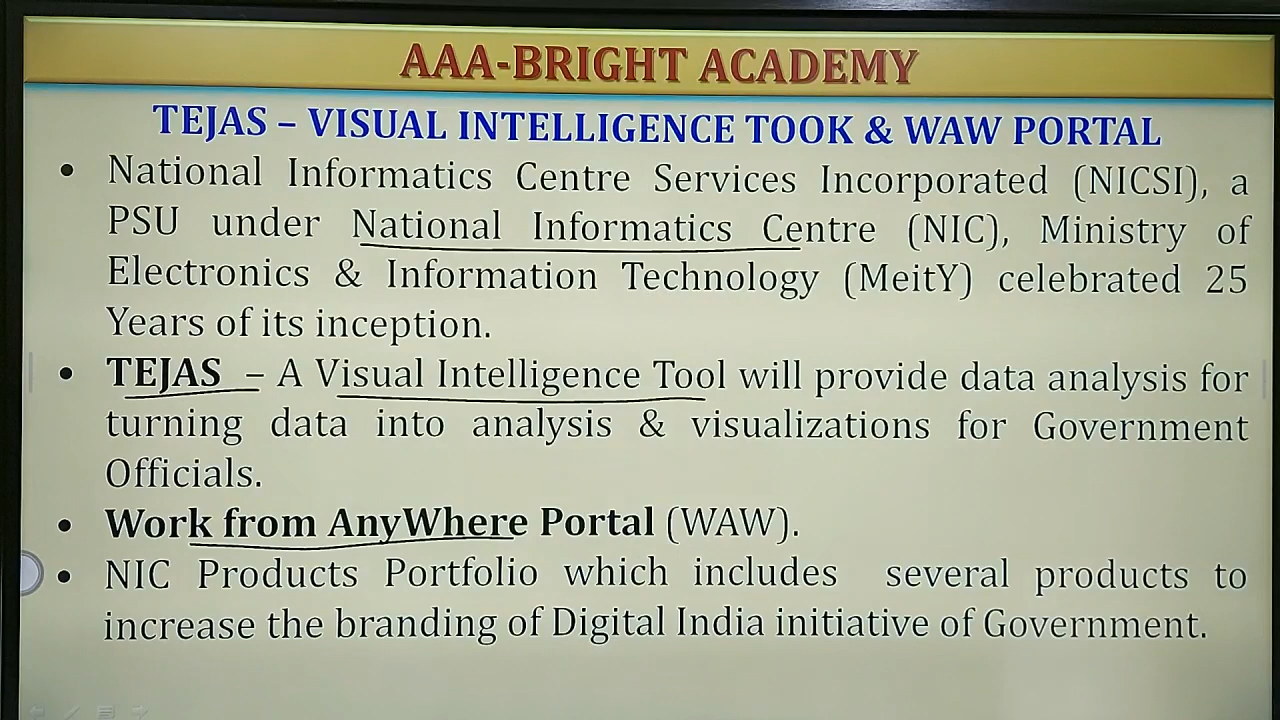 AAA-BRIGHT ACADEMY
TEJAS – VISUAL INTELLIGENCE TOOK & WAW PORTAL
• National Informatics Centre Services Incorporated (NICSI), a
PSU under National Informatics Centre (NIC), Ministry of
Electronics & Information Technology (MeitY) celebrated 25
Years of its inception.
• TEJAS – A Visual Intelligence Tool will provide data analysis for
turning data into analysis & visualizations for Government
Officials.
• Work from AnyWhere Portal (WAW).
• NIC Products Portfolio which includes several products to
increase the branding of Digital India initiative of Government.